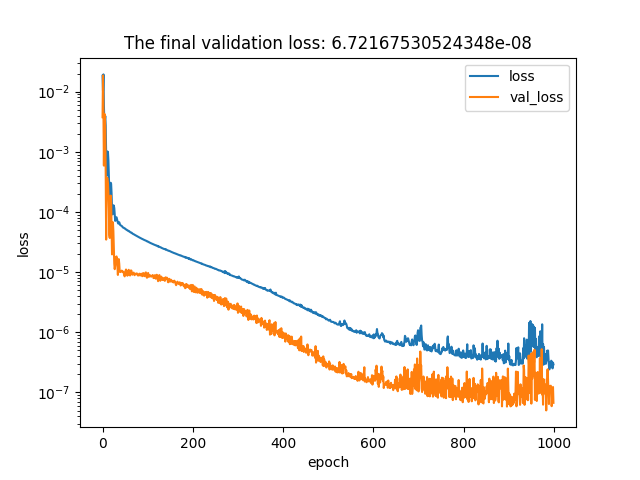 The final validation loss: 6.72167530524348e-08
loss
val_loss
10⁻²
10⁻³
10⁻⁴
10⁻⁵
10⁻⁶
10⁻⁷
loss
0 200 400 600 800 1000
epoch